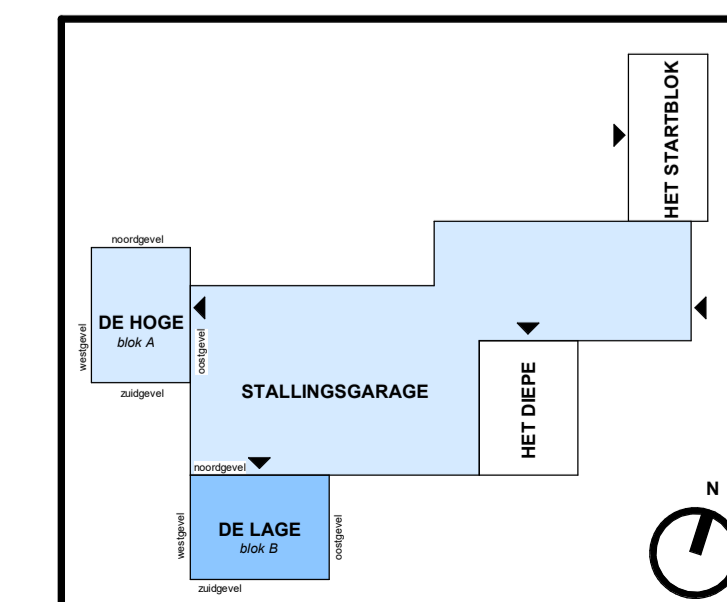 HET STARTBLOK
noordgevel
DE HOGE
blok A
westgevel
oostgevel
zuidgevel
STALLINGSGARAGE
HET DIEPE
noordgevel
N
DE LAGE
blok B
westgevel
oostgevel
zuidgevel